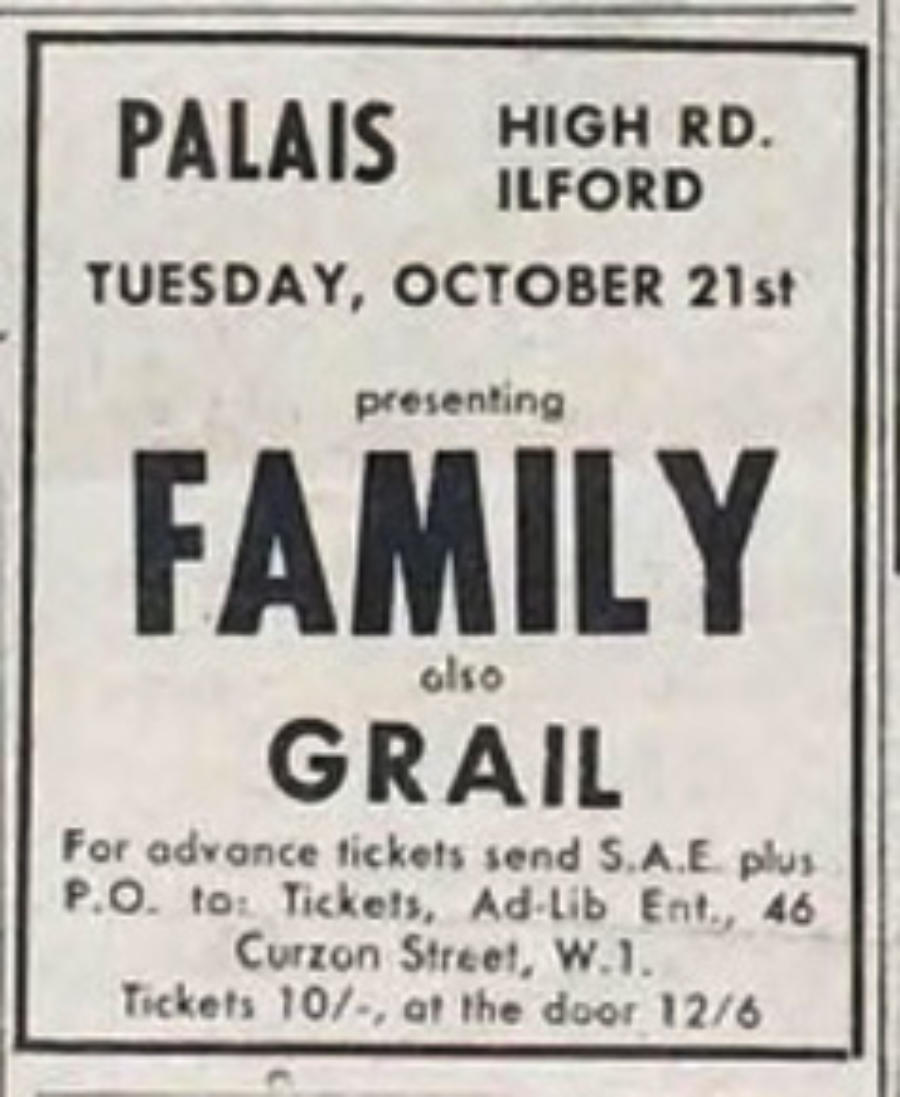 PALAIS HIGH RD.
ILFORD
TUESDAY, OCTOBER 21st
presenting
FAMILY
also
GRAIL
For advance tickets send S.A.E. plus
P.O. to: Tickets, Ad-Lib Ent., 46
Curzon Street, W.1.
Tickets 10/-, at the door 12/6